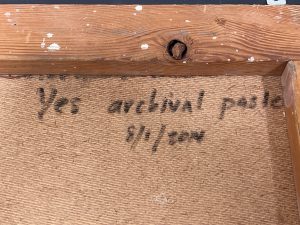 Yes archival paste
8/1/2014